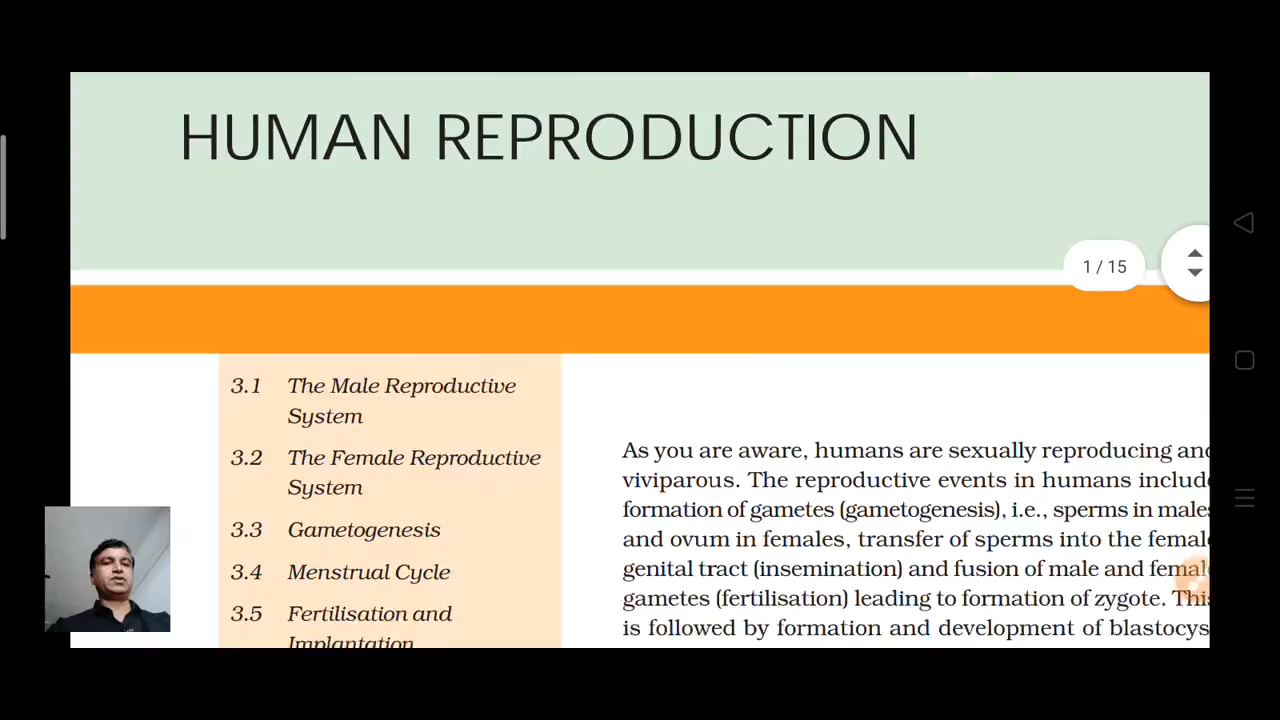 HUMAN REPRODUCTION
1 / 15
3.1 The Male Reproductive
System
3.2 The Female Reproductive
System
3.3 Gametogenesis
3.4 Menstrual Cycle
3.5 Fertilisation and
Implantation
As you are aware, humans are sexually reproducing and
viviparous. The reproductive events in humans include
formation of gametes (gametogenesis), i.e., sperms in males
and ovum in females, transfer of sperms into the female
genital tract (insemination) and fusion of male and female
gametes (fertilisation) leading to formation of zygote. This
is followed by formation and development of blastocys